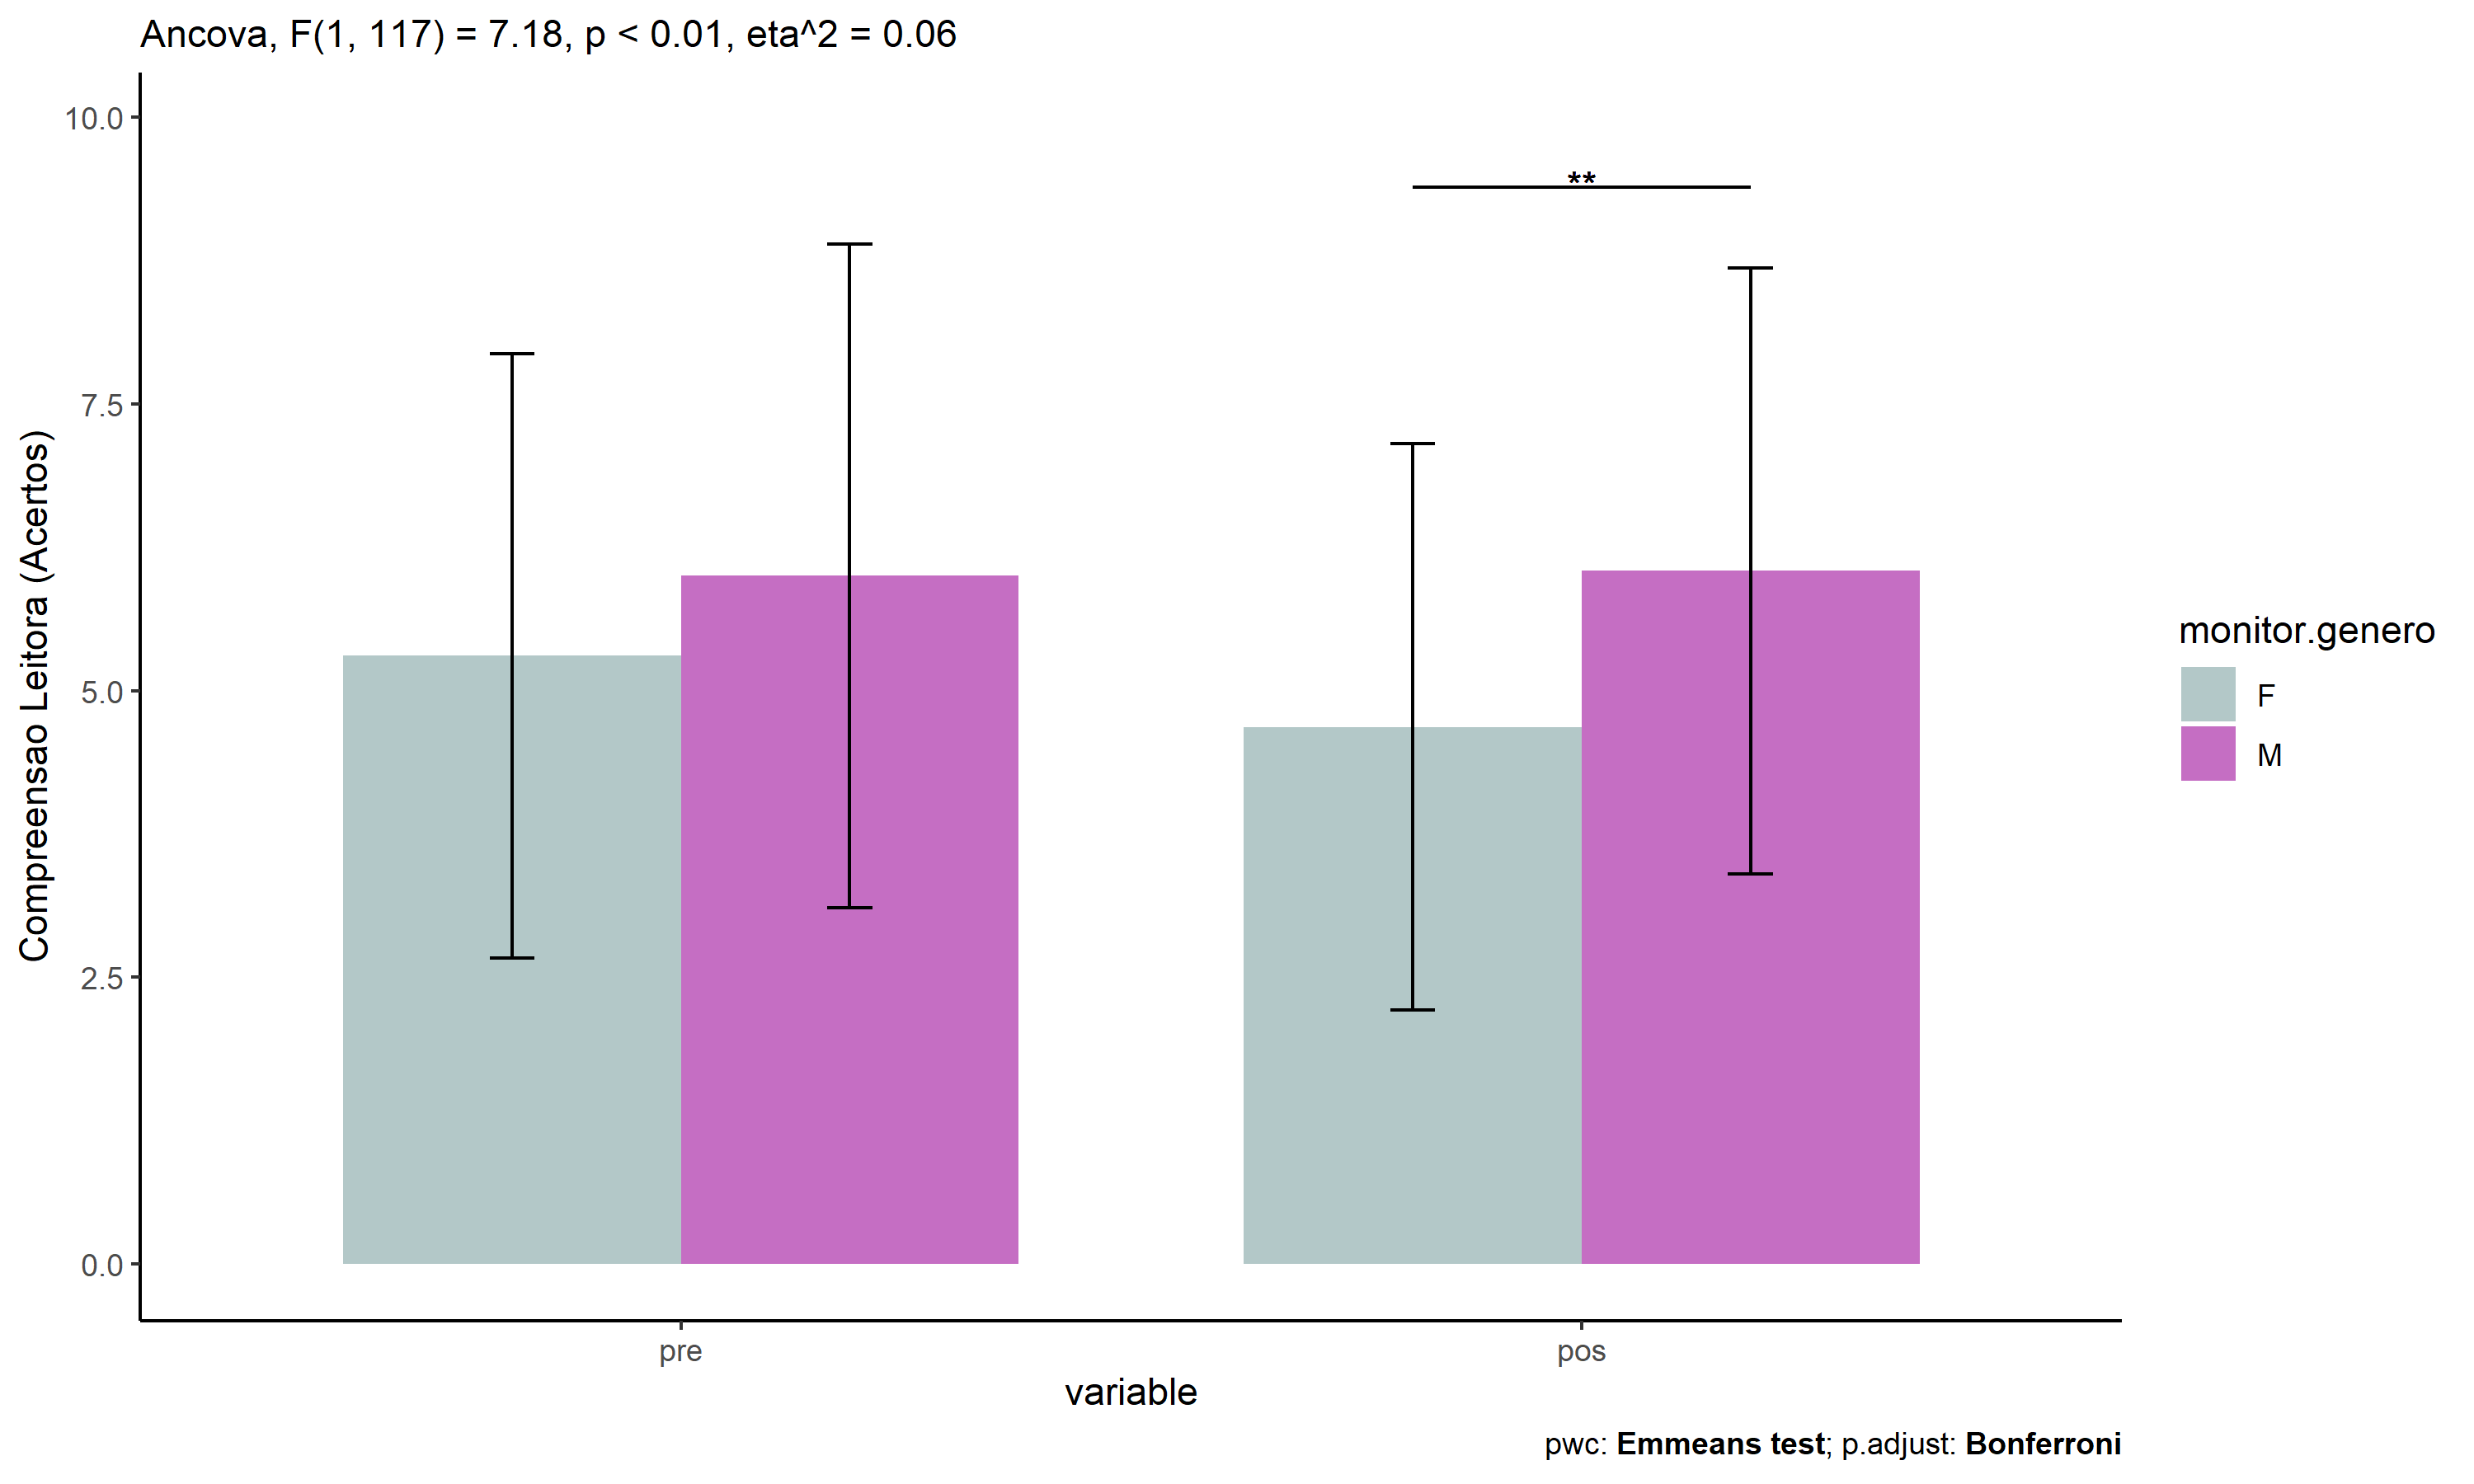 Ancova, F(1, 117) = 7.18, p < 0.01, eta^2 = 0.06
Compreensao Leitora (Acertos)
10.0
7.5
5.0
2.5
0.0
**
pre
pos
variable
monitor.genero
F
M
pwc: Emmeans test; p.adjust: Bonferroni